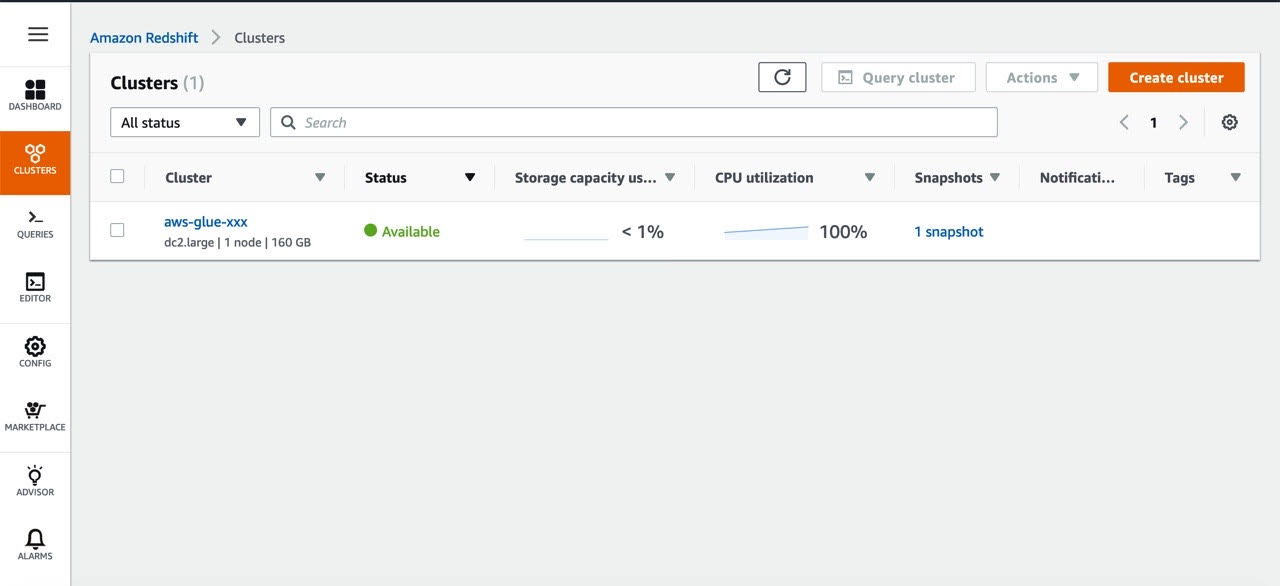 Amazon Redshift > Clusters
Clusters (1)
Query cluster
Actions
Create cluster
All status
Search
1
Cluster
Status
Storage capacity us...
CPU utilization
Snapshots
Notificati...
Tags
aws-glue-xxx
dc2.large | 1 node | 160 GB
Available
< 1%
100%
1 snapshot
DASHBOARD
CLUSTERS
QUERIES
EDITOR
CONFIG
MARKETPLACE
ADVISOR
ALARMS